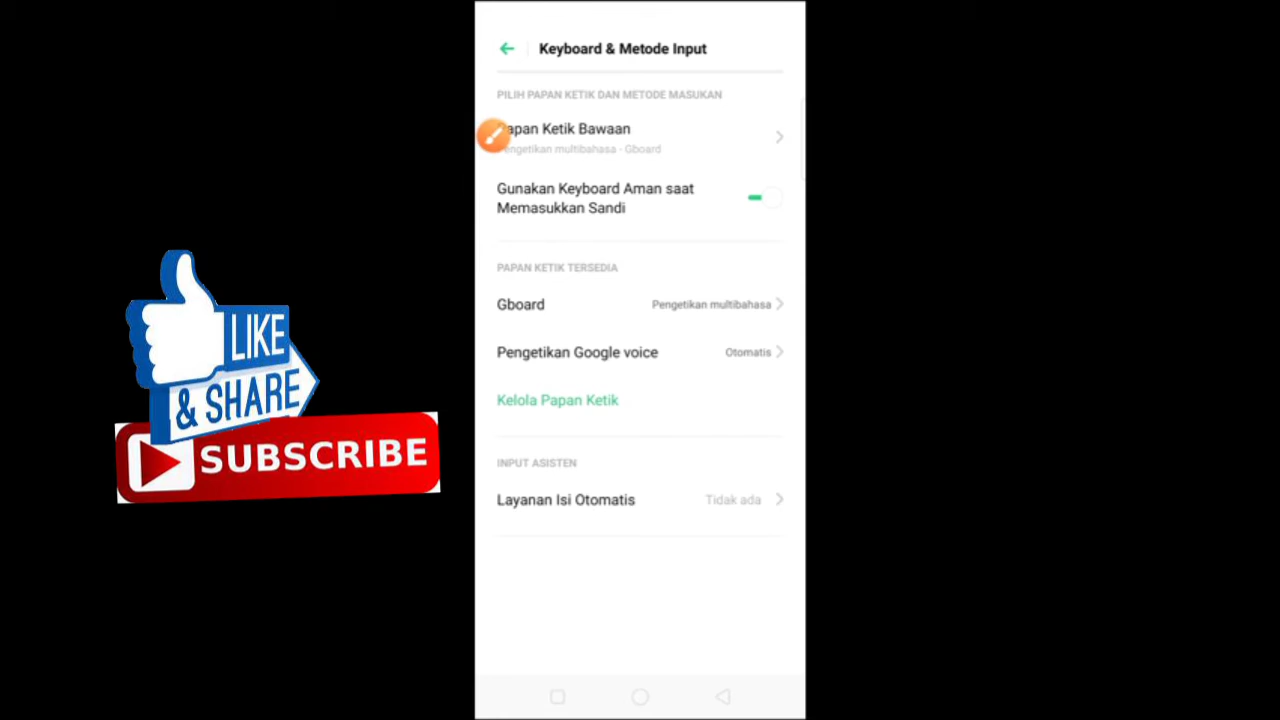 Keyboard & Metode Input
PILIH PAPAN KETIK DAN METODE MASUKAN
apan Ketik Bawaan
engetikan multibahasa - Gboard
Gunakan Keyboard Aman saat
Memasukkan Sandi
PAPAN KETIK TERSEDIA
Gboard Pengetikan multibahasa
Pengetikan Google voice Otomatis
Kelola Papan Ketik
INPUT ASISTEN
Layanan Isi Otomatis Tidak ada
LIKE
& SHARE
SUBSCRIBE